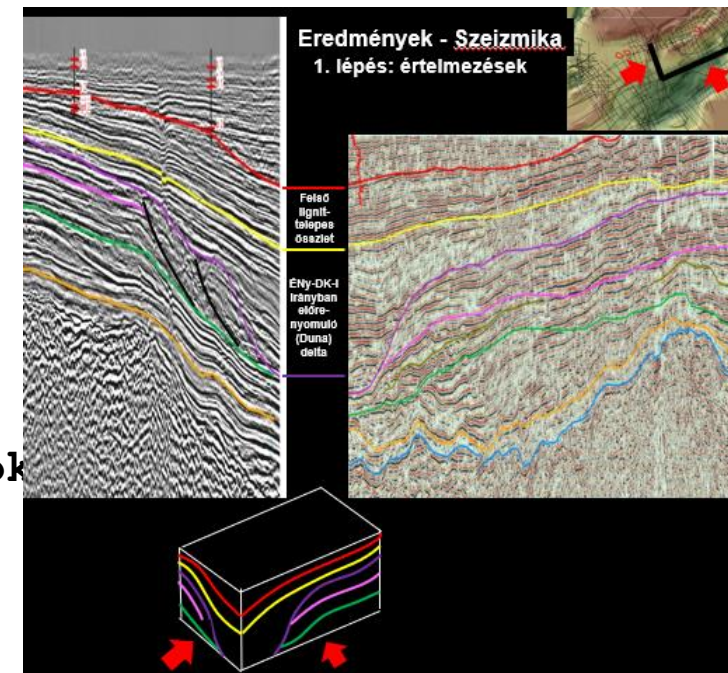 Eredmények - Szeizmika
1. lépés: értelmezések
Felső
lignit-
telepes
összlet
ÉNy-DK-i
irányban
előre-
nyomuló
(Duna)
delta